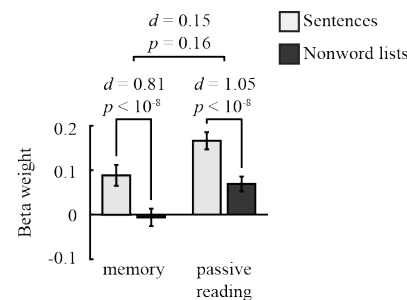 d = 0.15
p = 0.16
Sentences
Nonword lists
d = 0.81
p < 10⁻⁸
d = 1.05
p < 10⁻⁸
Beta weight
0.2
0.1
0
-0.1
memory
passive
reading